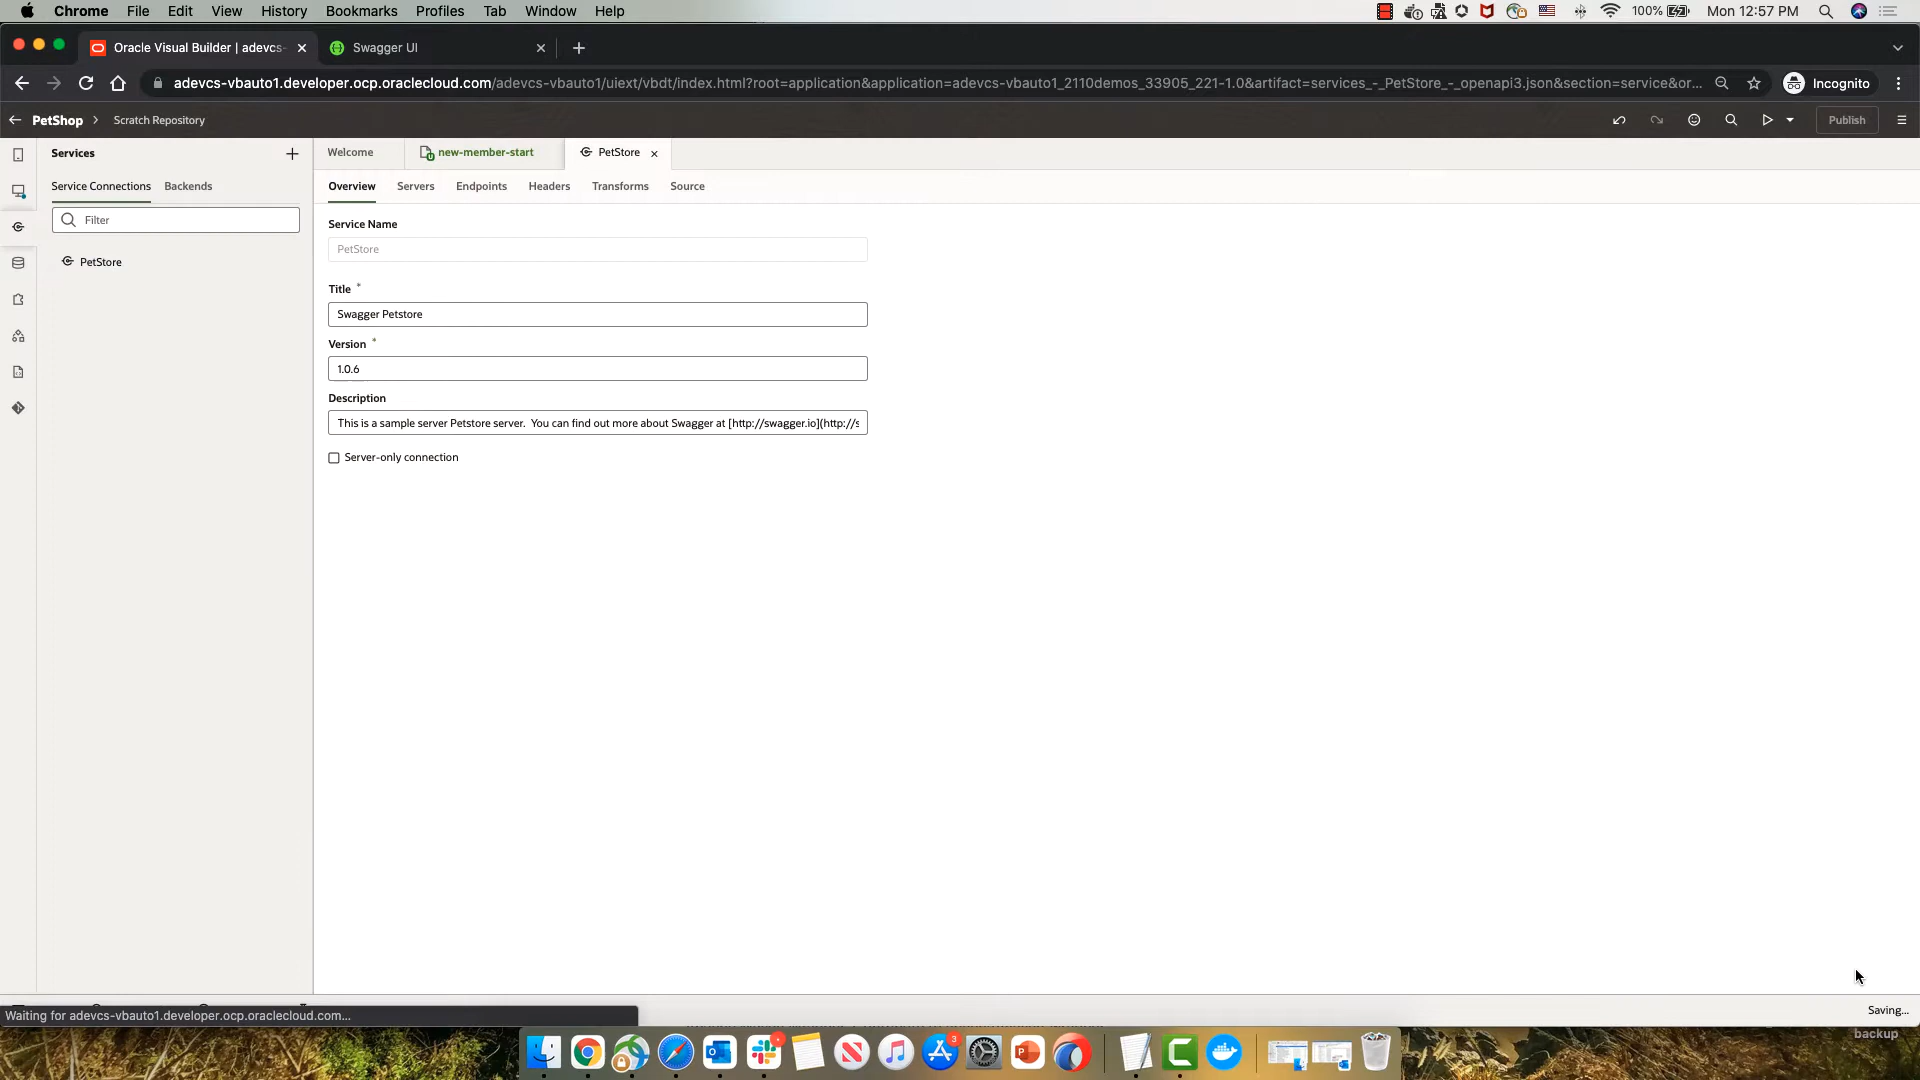 Chrome File Edit View History Bookmarks Profiles Tab Window Help 100% Mon 12:57 PM
Oracle Visual Builder | adevcs- Swagger UI
adevcs-vbauto1.developer.ocp.oraclecloud.com/adevcs-vbauto1/uiext/vbdt/index.html?root=application&application=adevcs-vbauto1_2110demos_33905_221-1.0&artifact=services_-_PetStore_-_openapi3.json&section=service&or... Incognito
PetShop Scratch Repository Publish
Services Welcome new-member-start PetStore
Service Connections Backends Overview Servers Endpoints Headers Transforms Source
Filter
Service Name
PetStore
PetStore
Title *
Swagger Petstore
Version *
1.0.6
Description
This is a sample server Petstore server. You can find out more about Swagger at [http://swagger.io](http://s
Server-only connection
Saving...
Waiting for adevcs-vbauto1.developer.ocp.oraclecloud.com...
backup
3